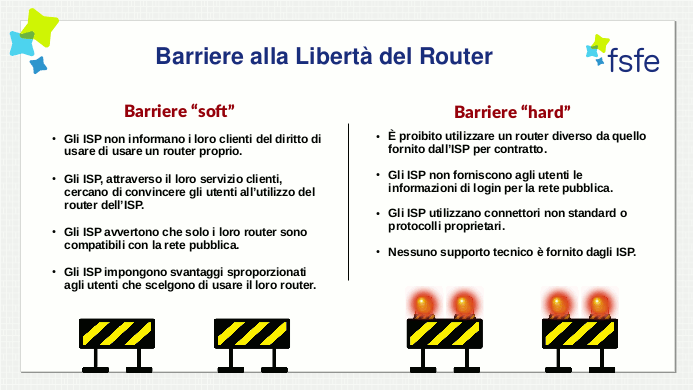 Barriere alla Libertà del Router
fsfe
Barriere “soft”
• Gli ISP non informano i loro clienti del diritto di
usare di usare un router proprio.
• Gli ISP, attraverso il loro servizio clienti,
cercano di convincere gli utenti all’utilizzo del
router dell’ISP.
• Gli ISP avvertono che solo i loro router sono
compatibili con la rete pubblica.
• Gli ISP impongono svantaggi sproporzionati
agli utenti che scelgono di usare il loro router.
Barriere “hard”
• È proibito utilizzare un router diverso da quello
fornito dall’ISP per contratto.
• Gli ISP non forniscono agli utenti le
informazioni di login per la rete pubblica.
• Gli ISP utilizzano connettori non standard o
protocolli proprietari.
• Nessuno supporto tecnico è fornito dagli ISP.